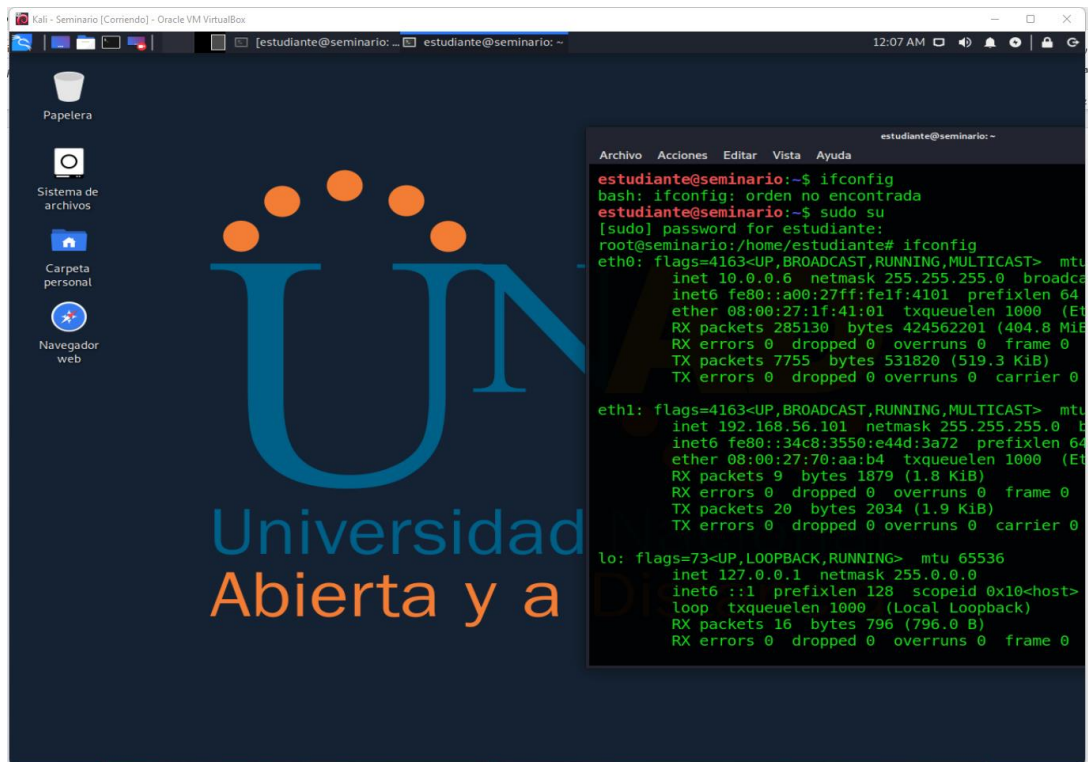 Kali - Seminario [Corriendo] - Oracle VM VirtualBox
[estudiante@seminario: ... estudiante@seminario: ~
12:07 AM
Papelera
Sistema de
archivos
Carpeta
personal
Navegador
web
UN
Universidad
Abierta y a Dis
estudiante@seminario: ~
Archivo Acciones Editar Vista Ayuda
estudiante@seminario:~$ ifconfig
bash: ifconfig: orden no encontrada
estudiante@seminario:~$ sudo su
[sudo] password for estudiante:
root@seminario:/home/estudiante# ifconfig
eth0: flags=4163<UP,BROADCAST,RUNNING,MULTICAST> mtu
inet 10.0.0.6 netmask 255.255.255.0 broadca
inet6 fe80::a00:27ff:fe1f:4101 prefixlen 64
ether 08:00:27:1f:41:01 txqueuelen 1000 (Et
RX packets 285130 bytes 424562201 (404.8 MiB
RX errors 0 dropped 0 overruns 0 frame 0
TX packets 7755 bytes 531820 (519.3 KiB)
TX errors 0 dropped 0 overruns 0 carrier 0
eth1: flags=4163<UP,BROADCAST,RUNNING,MULTICAST> mtu
inet 192.168.56.101 netmask 255.255.255.0 b
inet6 fe80::34c8:3550:e44d:3a72 prefixlen 64
ether 08:00:27:70:aa:b4 txqueuelen 1000 (Et
RX packets 9 bytes 1879 (1.8 KiB)
RX errors 0 dropped 0 overruns 0 frame 0
TX packets 20 bytes 2034 (1.9 KiB)
TX errors 0 dropped 0 overruns 0 carrier 0
lo: flags=73<UP,LOOPBACK,RUNNING> mtu 65536
inet 127.0.0.1 netmask 255.0.0.0
inet6 ::1 prefixlen 128 scopeid 0x10<host>
loop txqueuelen 1000 (Local Loopback)
RX packets 16 bytes 796 (796.0 B)
RX errors 0 dropped 0 overruns 0 frame 0